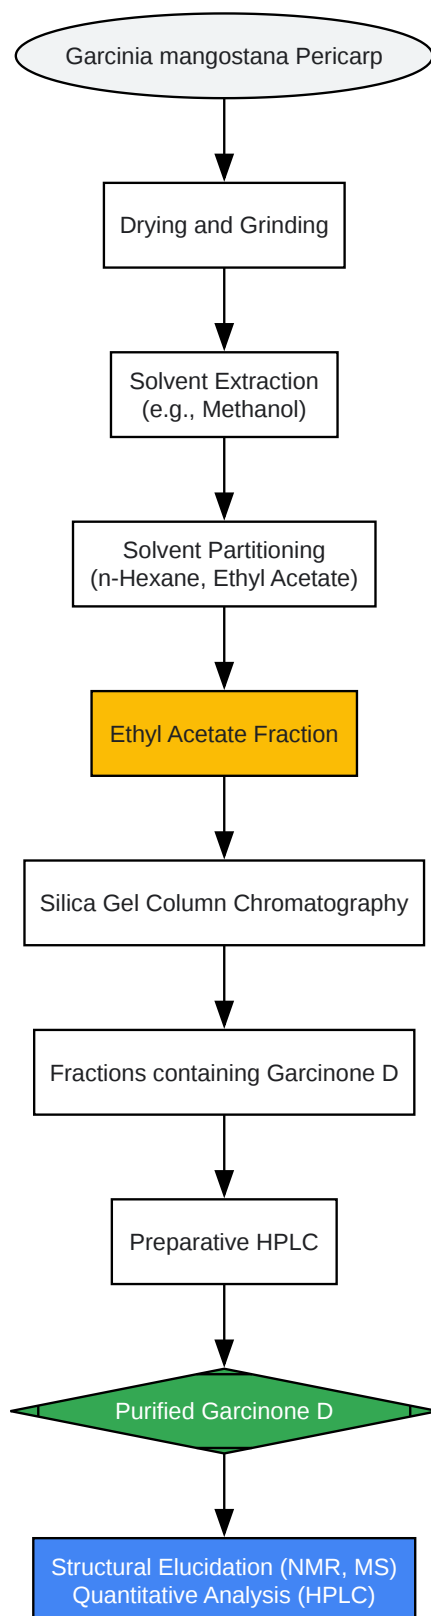 Garcinia mangostana Pericarp
Drying and Grinding
Solvent Extraction
(e.g., Methanol)
Solvent Partitioning
(n-Hexane, Ethyl Acetate)
Ethyl Acetate Fraction
Silica Gel Column Chromatography
Fractions containing Garcinone D
Preparative HPLC
Purified Garcinone D
Structural Elucidation (NMR, MS)
Quantitative Analysis (HPLC)